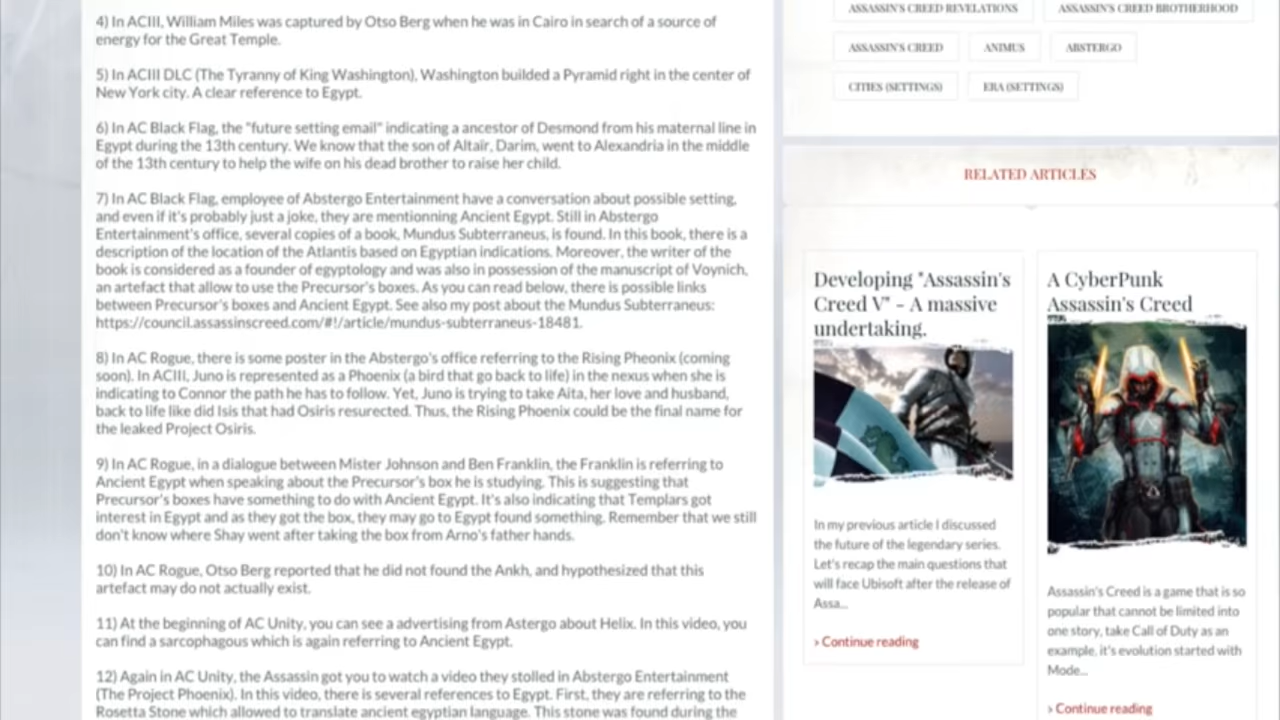 4) In ACIII, William Miles was captured by Otso Berg when he was in Cairo in search of a source of
energy for the Great Temple.
5) In ACIII DLC (The Tyranny of King Washington), Washington builded a Pyramid right in the center of
New York city. A clear reference to Egypt.
6) In AC Black Flag, the "future setting email" indicating a ancestor of Desmond from his maternal line in
Egypt during the 13th century. We know that the son of Altaïr, Darim, went to Alexandria in the middle
of the 13th century to help the wife on his dead brother to raise her child.
7) In AC Black Flag, employee of Abstergo Entertainment have a conversation about possible setting,
and even if it's probably just a joke, they are mentionning Ancient Egypt. Still in Abstergo
Entertainment's office, several copies of a book, Mundus Subterraneus, is found. In this book, there is a
description of the location of the Atlantis based on Egyptian indications. Moreover, the writer of the
book is considered as a founder of egyptology and was also in possession of the manuscript of Voynich,
an artefact that allow to use the Precursor's boxes. As you can read below, there is possible links
between Precursor's boxes and Ancient Egypt. See also my post about the Mundus Subterraneus:
https://council.assassinscreed.com/#!/article/mundus-subterraneus-18481.
8) In AC Rogue, there is some poster in the Abstergo's office referring to the Rising Pheonix (coming
soon). In ACIII, Juno is represented as a Phoenix (a bird that go back to life) in the nexus when she is
indicating to Connor the path he has to follow. Yet, Juno is trying to take Aita, her love and husband,
back to life like did Isis that had Osiris resurected. Thus, the Rising Phoenix could be the final name for
the leaked Project Osiris.
9) In AC Rogue, in a dialogue between Mister Johnson and Ben Franklin, the Franklin is referring to
Ancient Egypt when speaking about the Precursor's box he is studying. This is suggesting that
Precursor's boxes have something to do with Ancient Egypt. It's also indicating that Templars got
interest in Egypt and as they got the box, they may go to Egypt found something. Remember that we still
don't know where Shay went after taking the box from Arno's father hands.
10) In AC Rogue, Otso Berg reported that he did not found the Ankh, and hypothesized that this
artefact may do not actually exist.
11) At the beginning of AC Unity, you can see a advertising from Astergo about Helix. In this video, you
can find a sarcophagous which is again referring to Ancient Egypt.
12) Again in AC Unity, the Assassin got you to watch a video they stolled in Abstergo Entertainment
(The Project Phoenix). In this video, there is several references to Egypt. First, they are referring to the
Rosetta Stone which allowed to translate ancient egyptian language. This stone was found during the
ASSASSIN'S CREED REVELATIONS
ASSASSIN'S CREED BROTHERHOOD
ASSASSIN'S CREED
ANIMUS
ABSTERGO
CITIES (SETTINGS)
ERA (SETTINGS)
RELATED ARTICLES
Developing "Assassin's
Creed V" - A massive
undertaking.
In my previous article I discussed
the future of the legendary series.
Let's recap the main questions that
will face Ubisoft after the release of
Assa...
› Continue reading
A CyberPunk
Assassin's Creed
Assassin's Creed is a game that is so
popular that cannot be limited into
one story, take Call of Duty as an
example, it's evolution started with
Mode...
› Continue reading